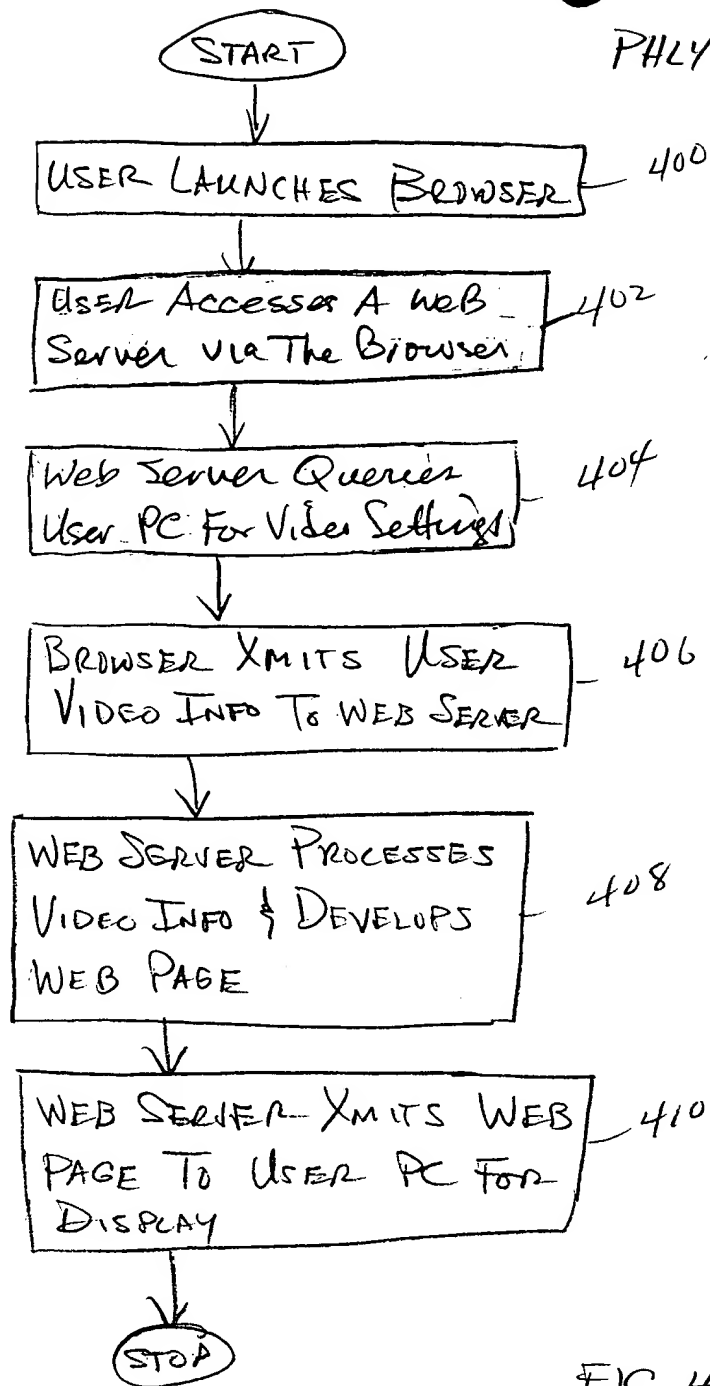 START
PHLY
USER LAUNCHES BROWSER
400
User Accesses A Web
Server Via The Browser
402
Web Server Queries
User PC For Video Settings
404
BROWSER XMITS USER
VIDEO INFO TO WEB SERVER
406
WEB SERVER PROCESSES
VIDEO INFO & DEVELOPS
WEB PAGE
408
WEB SERVER XMITS WEB
PAGE TO USER PC FOR
DISPLAY
410
STOP
FIG 4